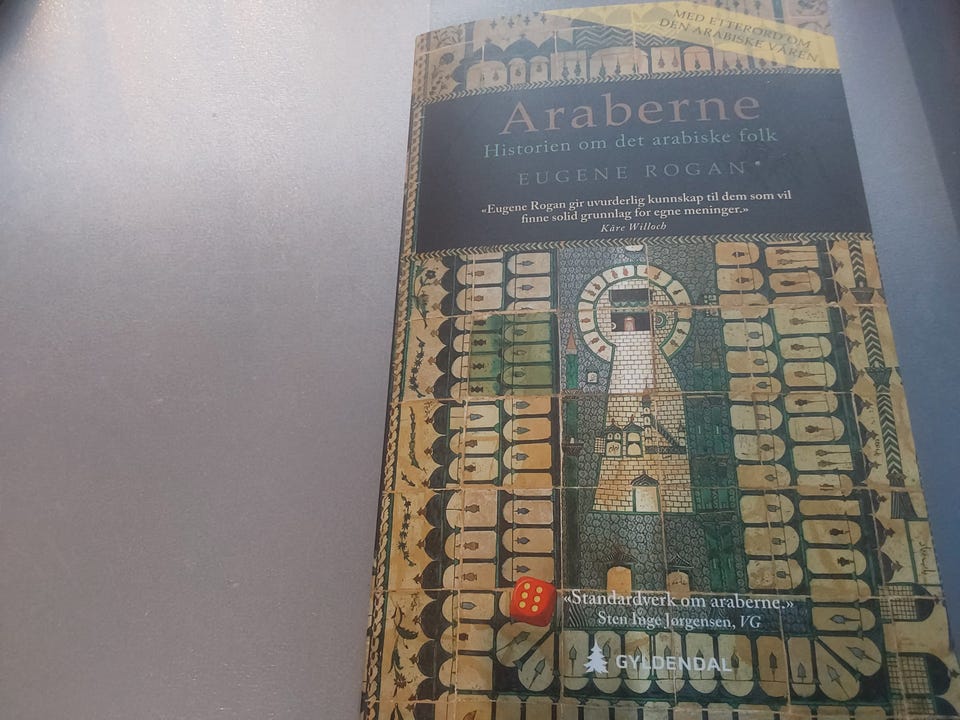 MED ETTERORD OM
DEN ARABISKE VÅREN
Araberne
Historien om det arabiske folk
EUGENE ROGAN
«Eugene Rogan gir uvurderlig kunnskap til dem som vil
finne solid grunnlag for egne meninger.»
Kåre Willoch
«Standardverk om araberne.»
Sten Inge Jørgensen, VG
GYLDENDAL